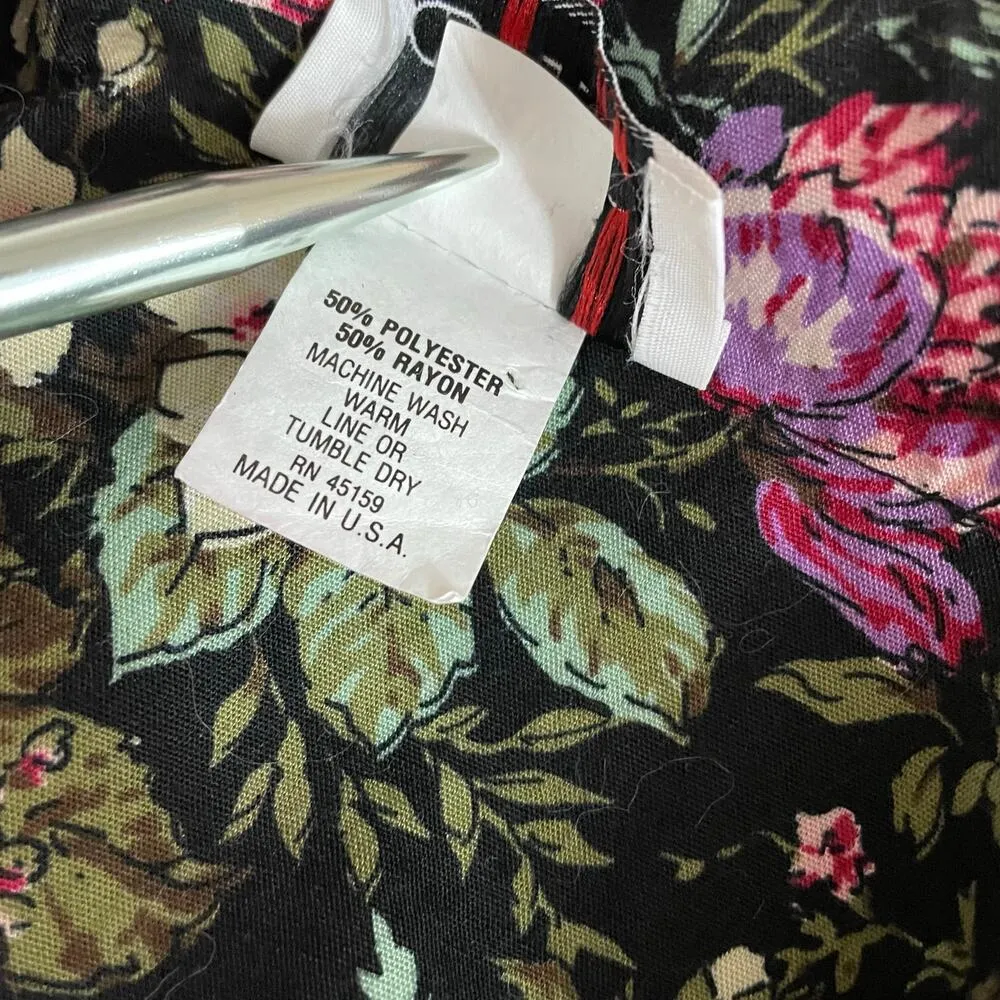 50% POLYESTER
50% RAYON
MACHINE WASH
WARM
LINE OR
TUMBLE DRY
RN 45159
MADE IN U.S.A.